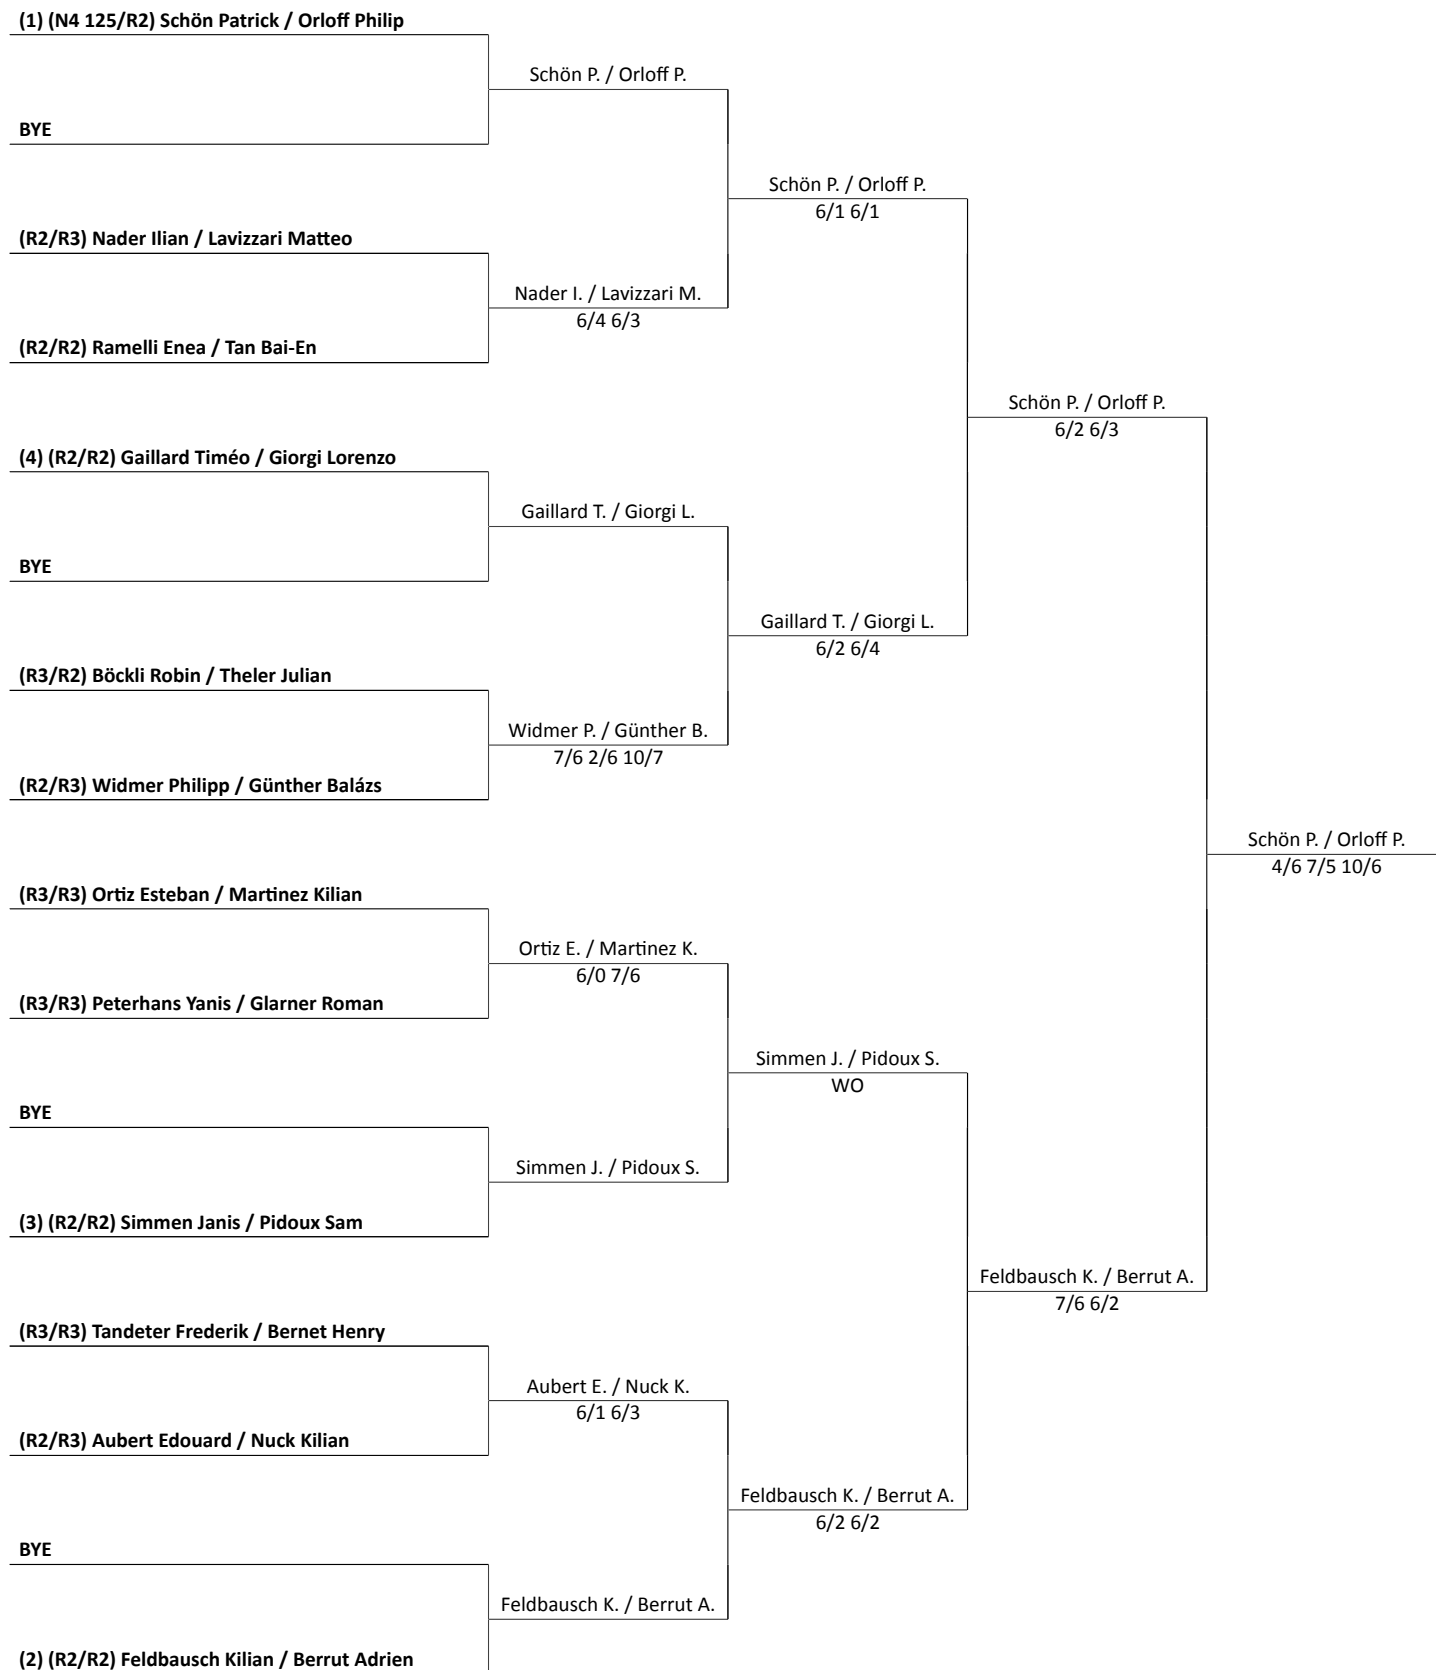 (1) (N4 125/R2) Schön Patrick / Orloff Philip
Schön P. / Orloff P.
BYE
Schön P. / Orloff P.
6/1 6/1
(R2/R3) Nader Ilian / Lavizzari Matteo
Nader I. / Lavizzari M.
6/4 6/3
(R2/R2) Ramelli Enea / Tan Bai-En
Schön P. / Orloff P.
6/2 6/3
(4) (R2/R2) Gaillard Timéo / Giorgi Lorenzo
Gaillard T. / Giorgi L.
BYE
Gaillard T. / Giorgi L.
6/2 6/4
(R3/R2) Böckli Robin / Theler Julian
Widmer P. / Günther B.
7/6 2/6 10/7
(R2/R3) Widmer Philipp / Günther Balázs
Schön P. / Orloff P.
4/6 7/5 10/6
(R3/R3) Ortiz Esteban / Martinez Kilian
Ortiz E. / Martinez K.
6/0 7/6
(R3/R3) Peterhans Yanis / Glarner Roman
Simmen J. / Pidoux S.
WO
BYE
Simmen J. / Pidoux S.
(3) (R2/R2) Simmen Janis / Pidoux Sam
Feldbausch K. / Berrut A.
7/6 6/2
(R3/R3) Tandeter Frederik / Bernet Henry
Aubert E. / Nuck K.
6/1 6/3
(R2/R3) Aubert Edouard / Nuck Kilian
Feldbausch K. / Berrut A.
6/2 6/2
BYE
Feldbausch K. / Berrut A.
(2) (R2/R2) Feldbausch Kilian / Berrut Adrien